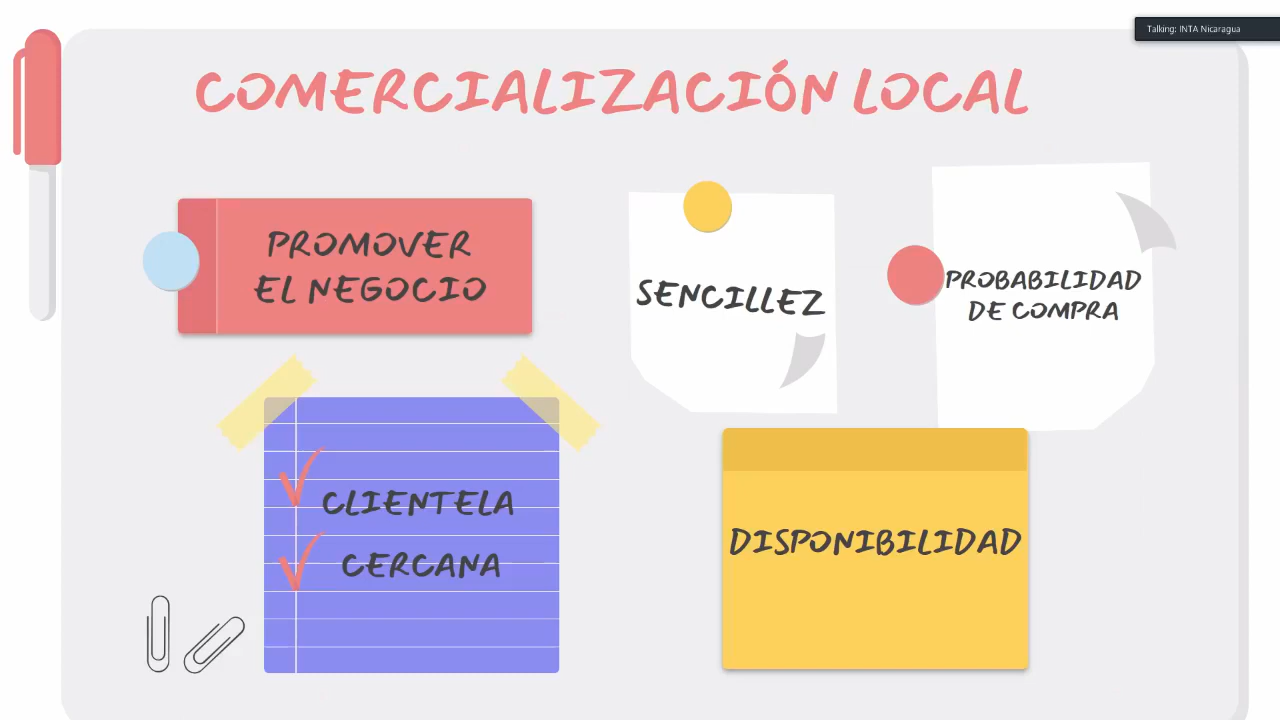 Talking: INTA Nicaragua
COMERCIALIZACIÓN LOCAL
PROMOVER
EL NEGOCIO
SENCILLEZ
PROBABILIDAD
DE COMPRA
CLIENTELA
CERCANA
DISPONIBILIDAD